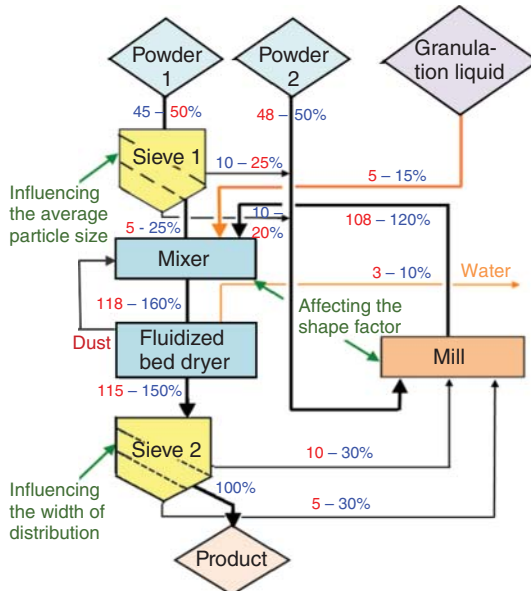 Powder
1
Powder
2
Granula-
tion liquid
45 – 50%
48 – 50%
Sieve 1
10 – 25%
5 – 15%
Influencing
the average
particle size
10 –
20%
108 – 120%
5 - 25%
Mixer
3 – 10%
Water
118 – 160%
Affecting the
shape factor
Dust
Fluidized
bed dryer
Mill
115 – 150%
Sieve 2
10 – 30%
Influencing
the width of
distribution
100%
5 – 30%
Product